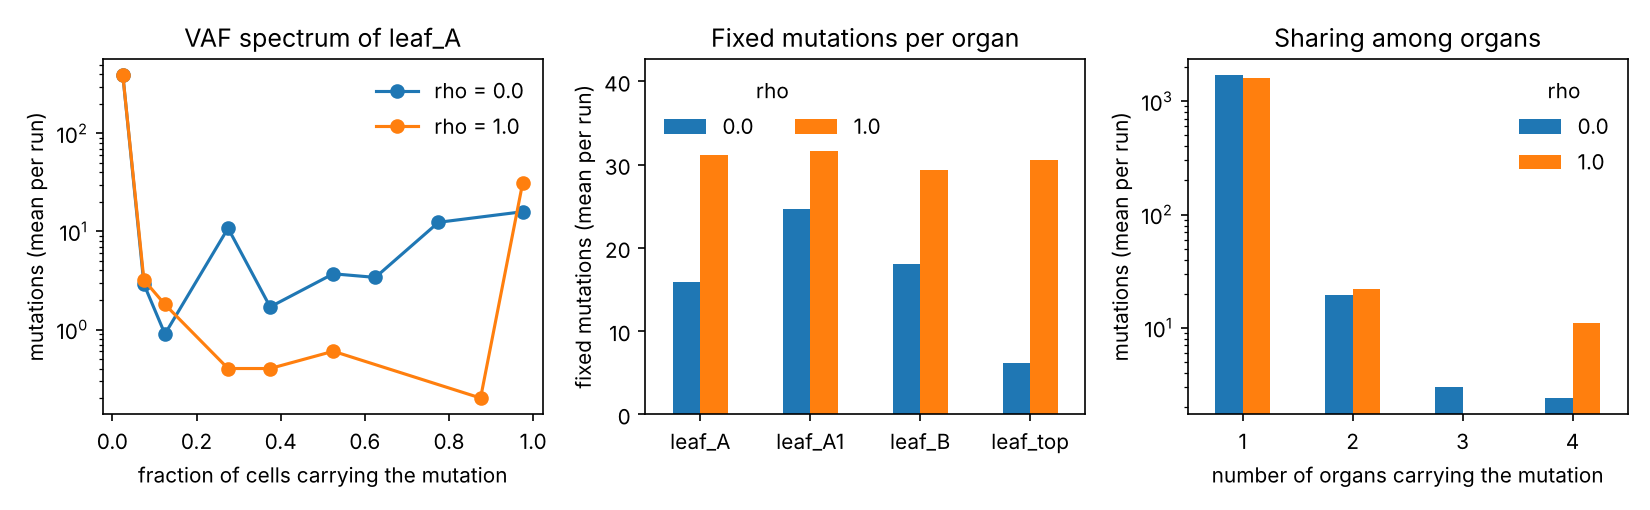 VAF spectrum of leaf_A
mutations (mean per run)
10²
10¹
10⁰
rho = 0.0
rho = 1.0
0.0 0.2 0.4 0.6 0.8 1.0
fraction of cells carrying the mutation
Fixed mutations per organ
fixed mutations (mean per run)
40
30
20
10
0
rho
0.0 1.0
leaf_A leaf_A1 leaf_B leaf_top
Sharing among organs
mutations (mean per run)
10³
10²
10¹
rho
0.0
1.0
1 2 3 4
number of organs carrying the mutation